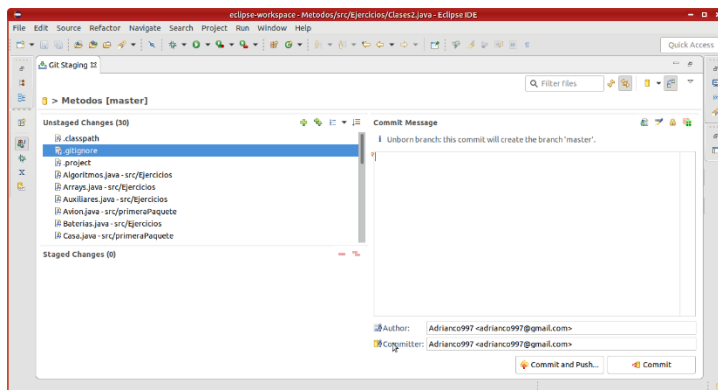 eclipse-workspace - Metodos/src/Ejercicios/Clases2.java - Eclipse IDE
File Edit Source Refactor Navigate Search Project Run Window Help
Quick Access
Git Staging
Filter files
> Metodos [master]
Unstaged Changes (30)
.classpath
.gitignore
.project
Algoritmos.java - src/Ejercicios
Arrays.java - src/Ejercicios
Auxiliares.java - src/Ejercicios
Avion.java - src/primeraPaquete
Baterias.java - src/Ejercicios
Casa.java - src/primeraPaquete
Staged Changes (0)
Commit Message
Unborn branch: this commit will create the branch 'master'.
Author: Adrianco997 <adrianco997@gmail.com>
Committer: Adrianco997 <adrianco997@gmail.com>
Commit and Push...
Commit